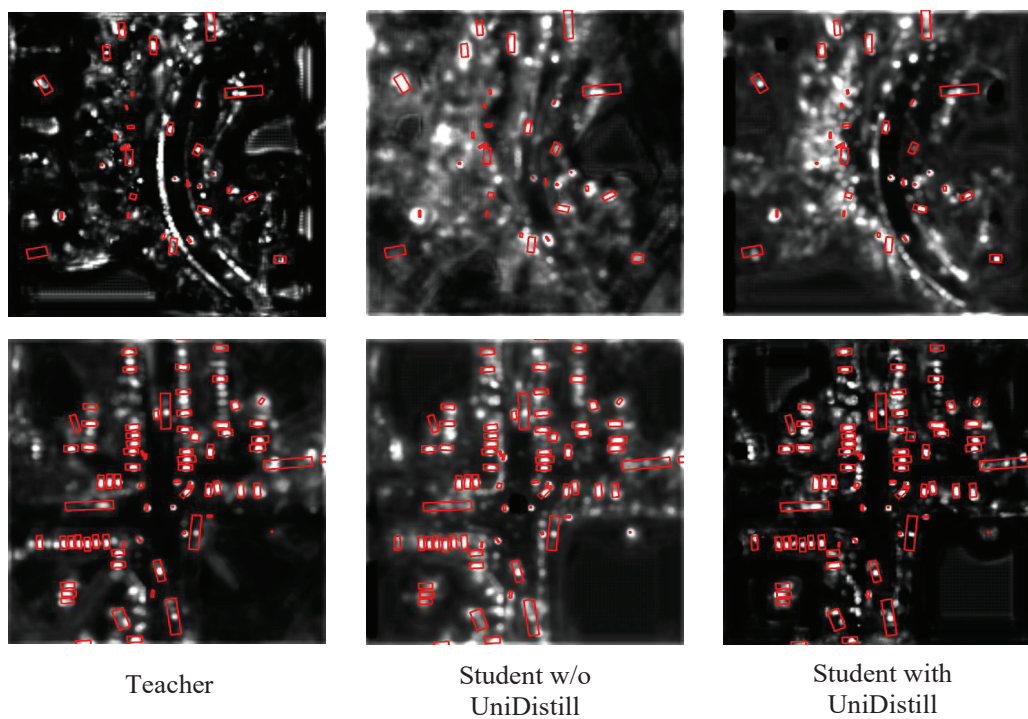 Teacher
Student w/o
UniDistill
Student with
UniDistill